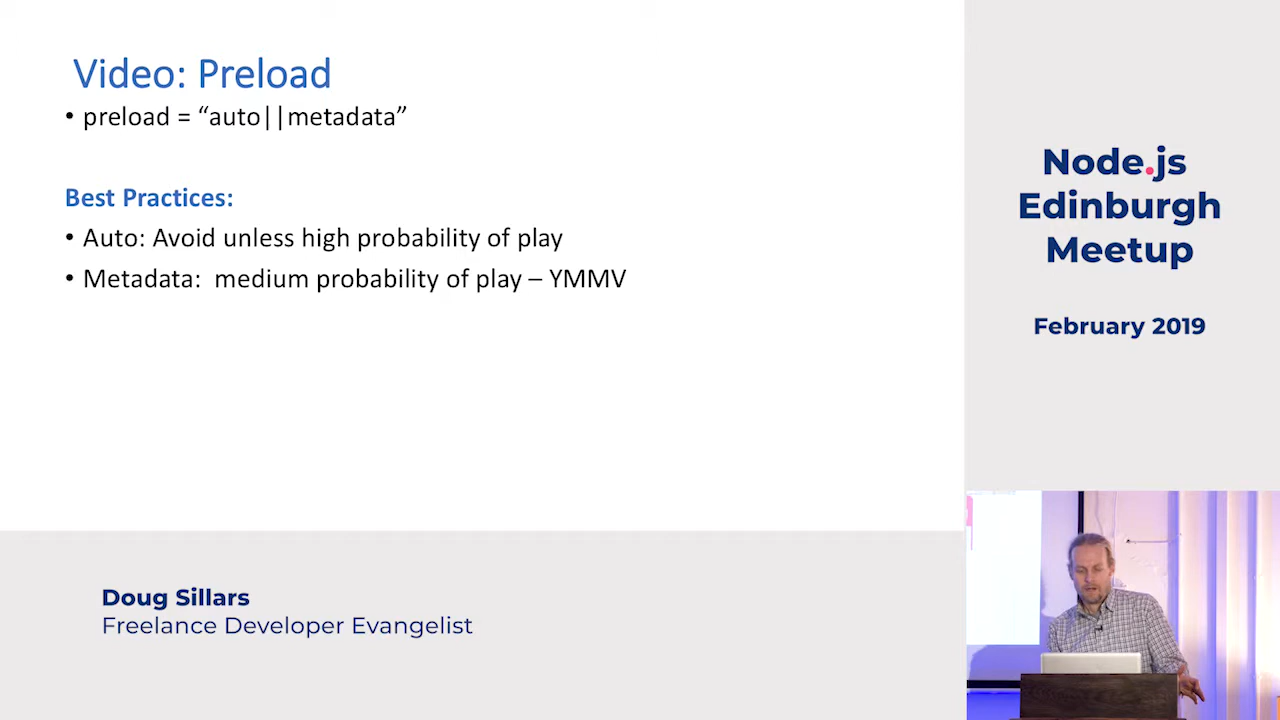 Video: Preload
• preload = “auto||metadata”
Best Practices:
• Auto: Avoid unless high probability of play
• Metadata:  medium probability of play – YMMV
Node.js
Edinburgh
Meetup
February 2019
Doug Sillars
Freelance Developer Evangelist